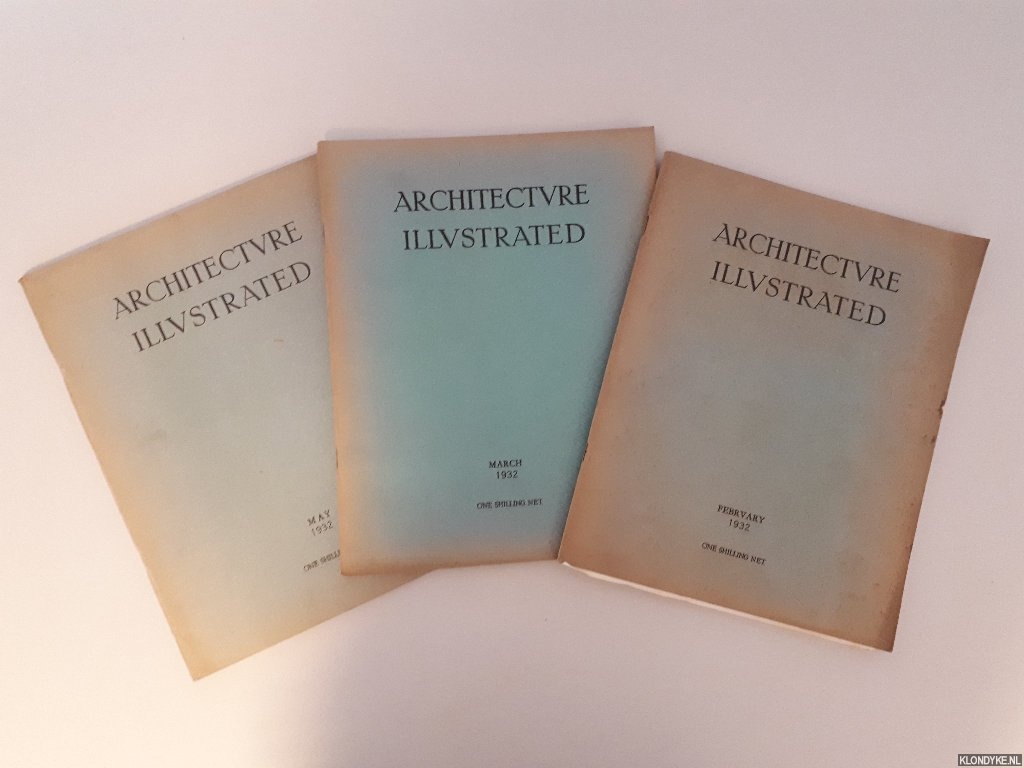 ARCHITECTVRE
ILLVSTRATED
MAY
1932
ONE SHILL
ARCHITECTVRE
ILLVSTRATED
MARCH
1932
ONE SHILLING NET.
ARCHITECTVRE
ILLVSTRATED
FEBRVARY
1932
ONE SHILLING NET.
KLONDYKE.NL